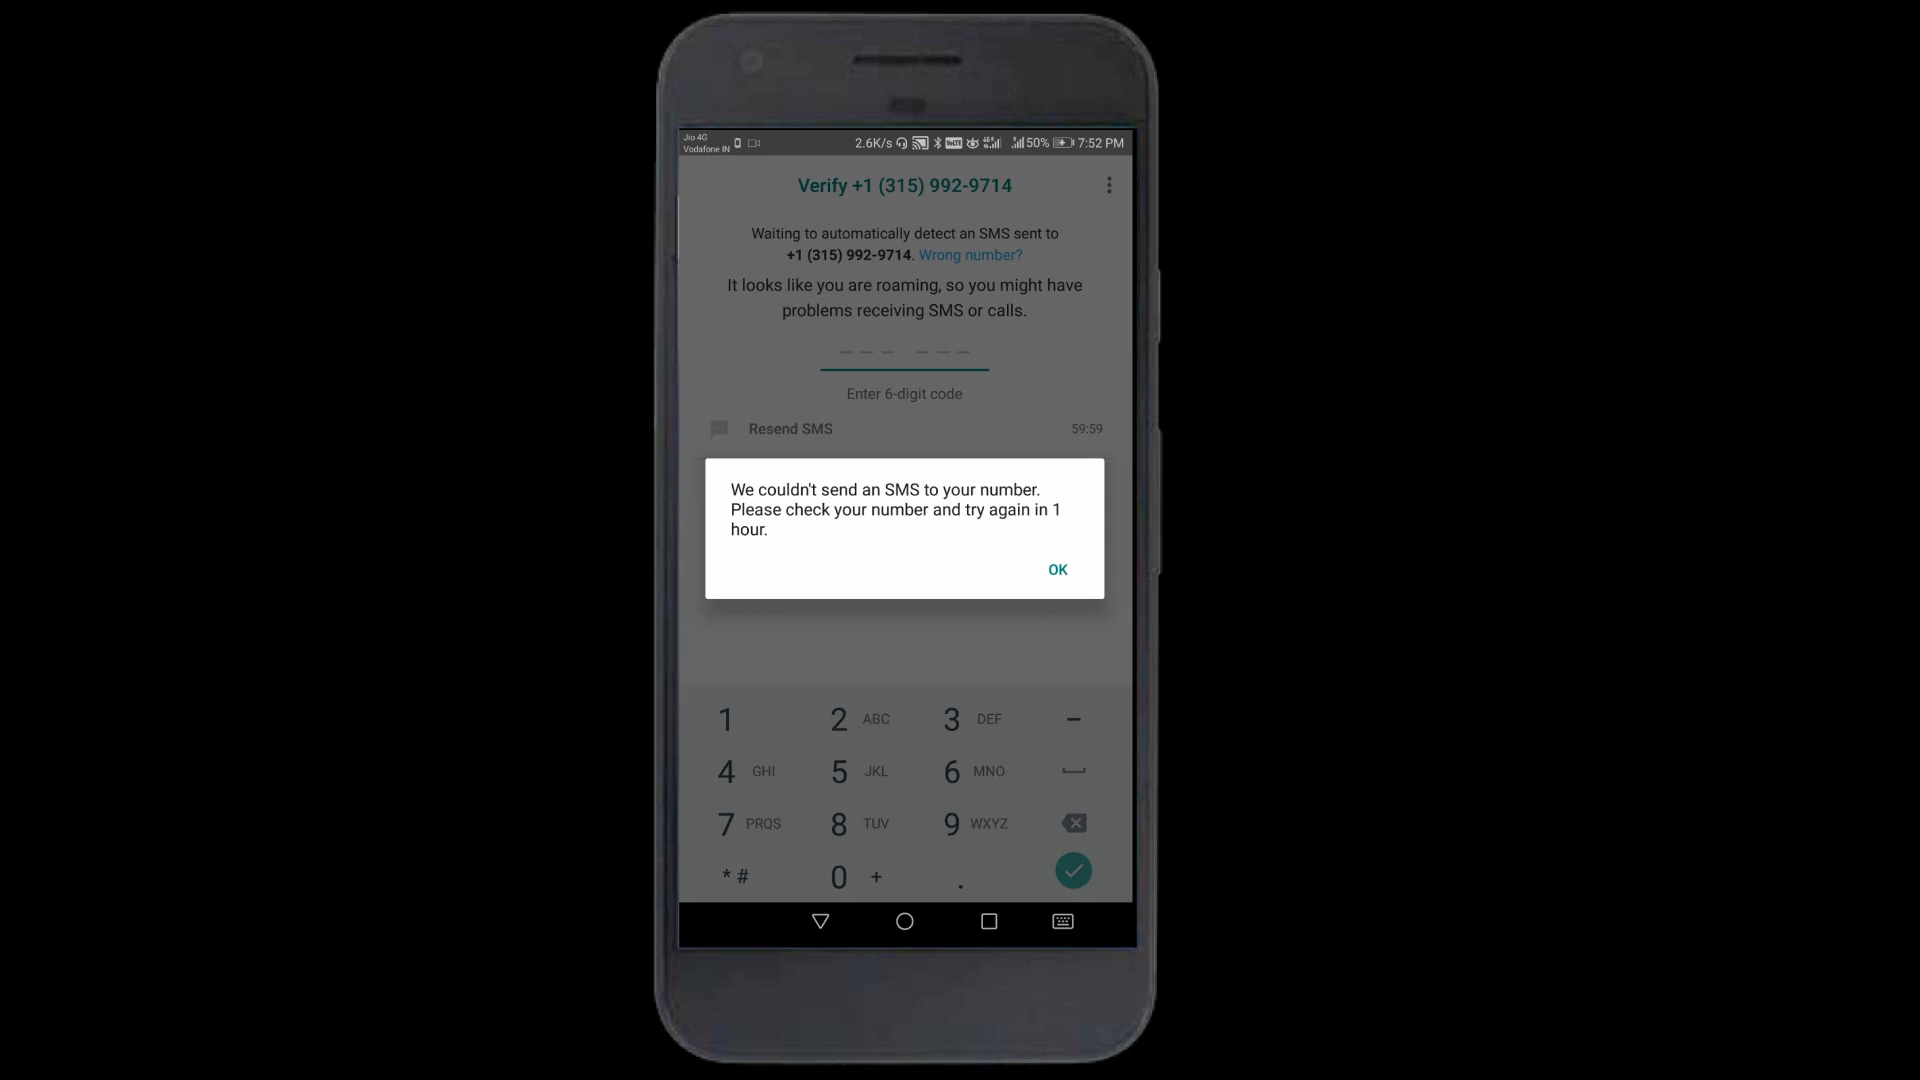 Jio 4G
Vodafone IN
2.6K/s VoLTE 50% 7:52 PM
Verify +1 (315) 992-9714
Waiting to automatically detect an SMS sent to
+1 (315) 992-9714. Wrong number?
It looks like you are roaming, so you might have
problems receiving SMS or calls.
Enter 6-digit code
Resend SMS 59:59
We couldn't send an SMS to your number.
Please check your number and try again in 1
hour.
OK
1 2 ABC 3 DEF –
4 GHI 5 JKL 6 MNO
7 PRQS 8 TUV 9 WXYZ
* # 0 + .